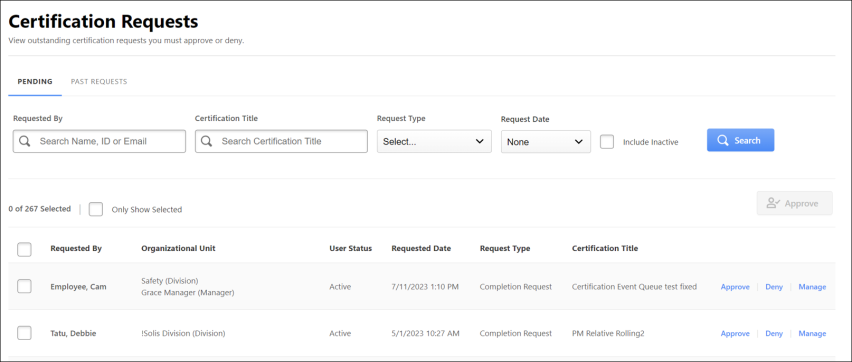 Certification Requests
View outstanding certification requests you must approve or deny.
PENDING PAST REQUESTS
Requested By Certification Title Request Type Request Date
Search Name, ID or Email Search Certification Title Select... None Include Inactive Search
0 of 267 Selected Only Show Selected Approve
Requested By Organizational Unit User Status Requested Date Request Type Certification Title
Employee, Cam Safety (Division) Active 7/11/2023 1:10 PM Completion Request Certification Event Queue test fixed Approve Deny Manage
Grace Manager (Manager)
Tatu, Debbie !Solis Division (Division) Active 5/1/2023 10:27 AM Completion Request PM Relative Rolling2 Approve Deny Manage